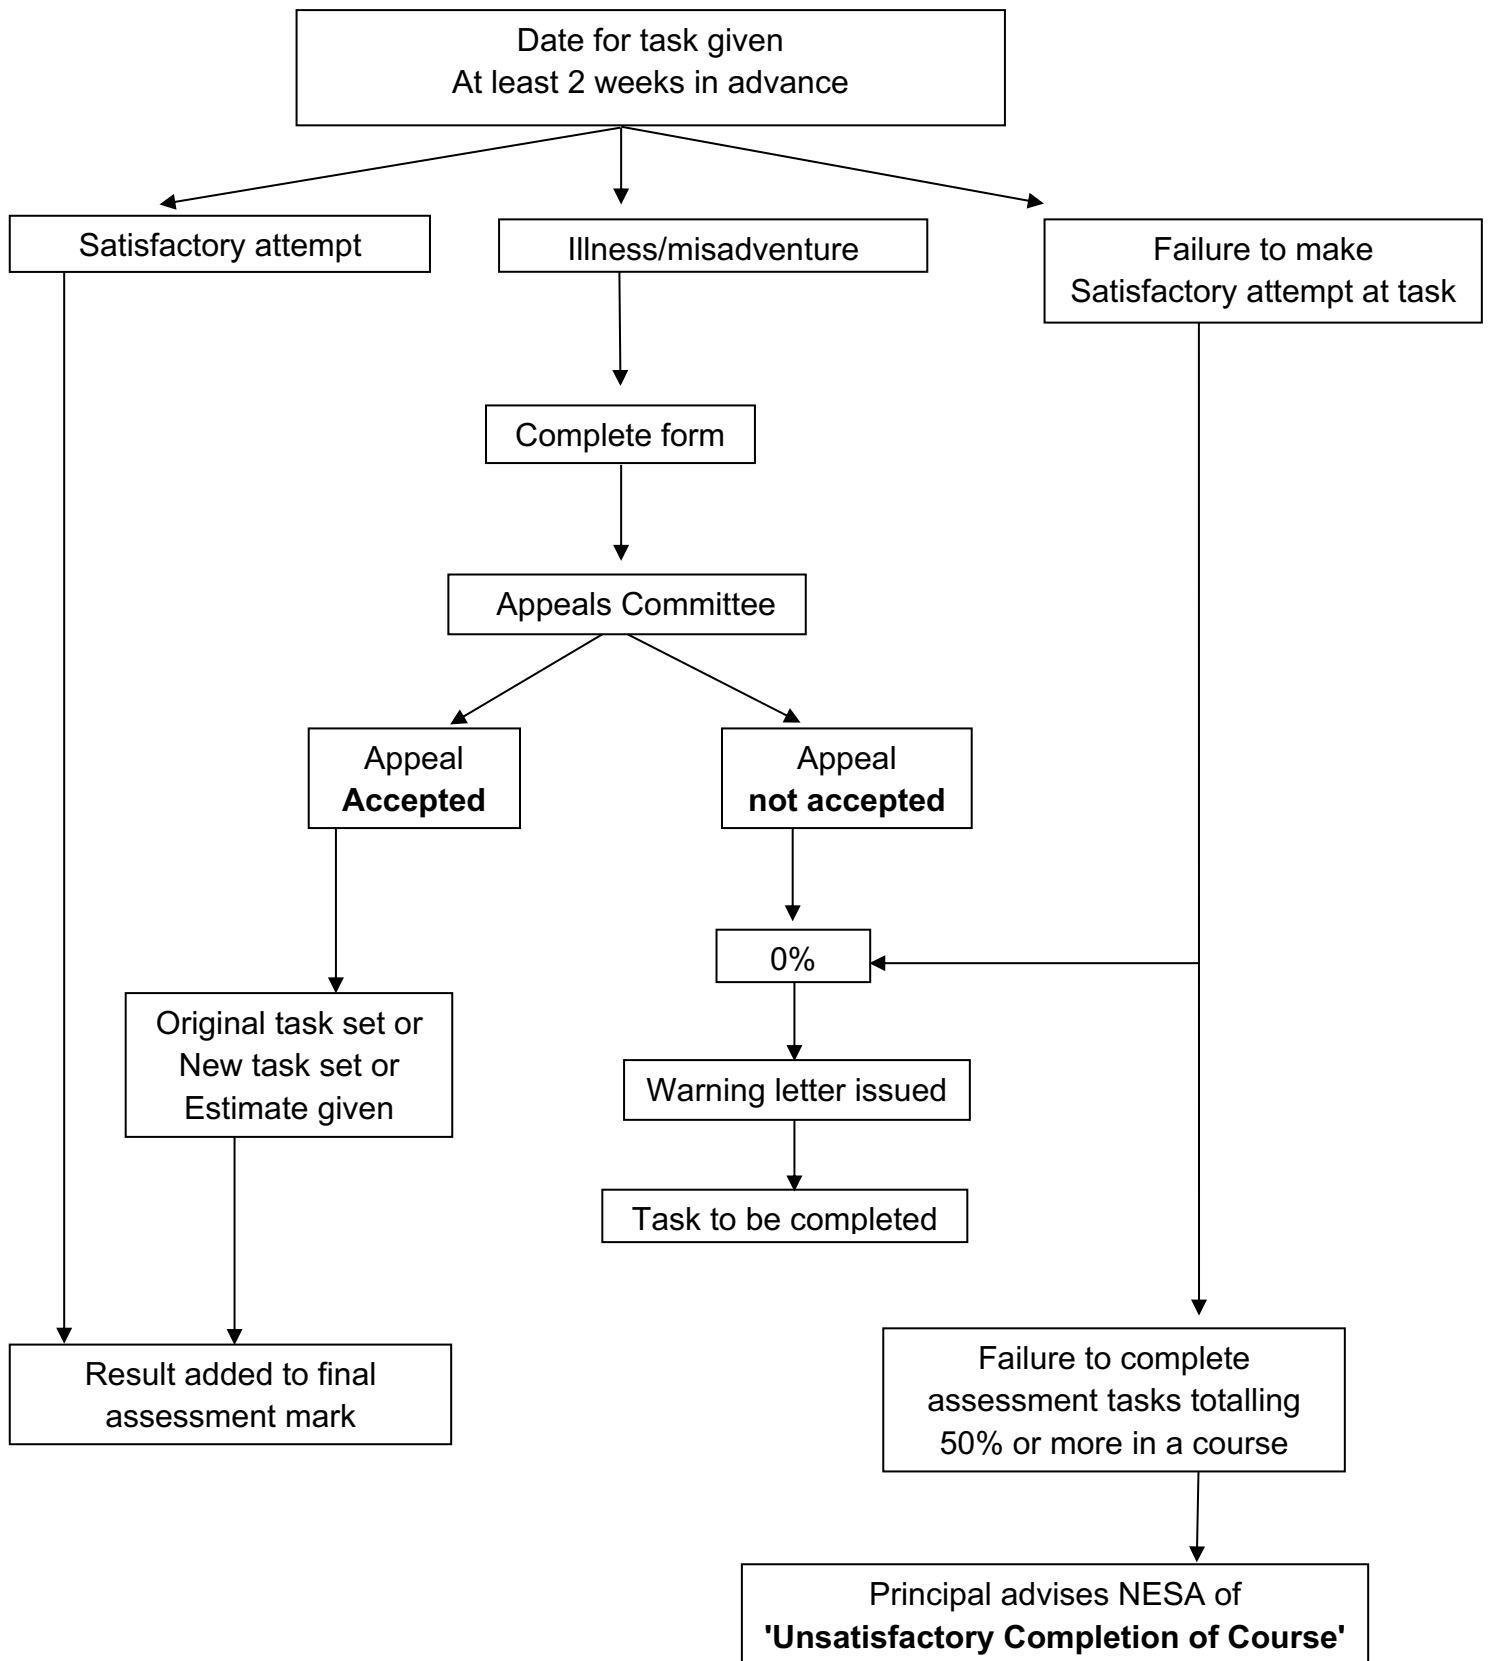 Date for task given
At least 2 weeks in advance
Satisfactory attempt
Illness/misadventure
Failure to make
Satisfactory attempt at task
Complete form
Appeals Committee
Appeal
Accepted
Appeal
not accepted
0%
Original task set or
New task set or
Estimate given
Warning letter issued
Task to be completed
Result added to final
assessment mark
Failure to complete
assessment tasks totalling
50% or more in a course
Principal advises NESA of
'Unsatisfactory Completion of Course'